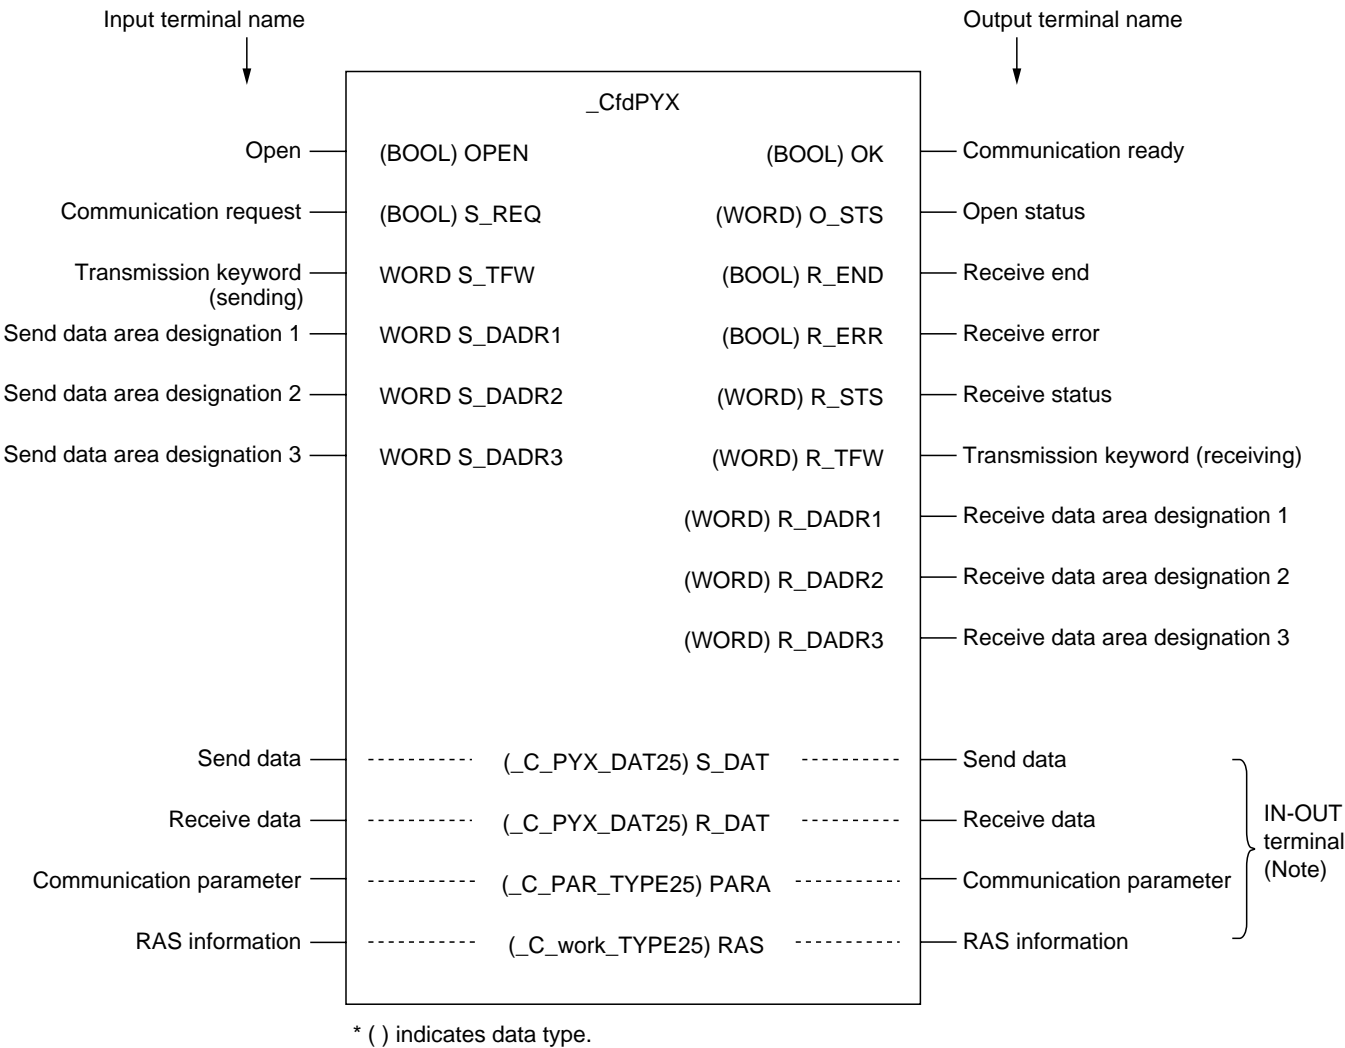 Input terminal name
Output terminal name
_CfdPYX
Open (BOOL) OPEN (BOOL) OK Communication ready
Communication request (BOOL) S_REQ (WORD) O_STS Open status
Transmission keyword (sending) WORD S_TFW (BOOL) R_END Receive end
Send data area designation 1 WORD S_DADR1 (BOOL) R_ERR Receive error
Send data area designation 2 WORD S_DADR2 (WORD) R_STS Receive status
Send data area designation 3 WORD S_DADR3 (WORD) R_TFW Transmission keyword (receiving)
(WORD) R_DADR1 Receive data area designation 1
(WORD) R_DADR2 Receive data area designation 2
(WORD) R_DADR3 Receive data area designation 3
Send data (_C_PYX_DAT25) S_DAT Send data
Receive data (_C_PYX_DAT25) R_DAT Receive data
Communication parameter (_C_PAR_TYPE25) PARA Communication parameter
RAS information (_C_work_TYPE25) RAS RAS information
IN-OUT
terminal
(Note)
* ( ) indicates data type.